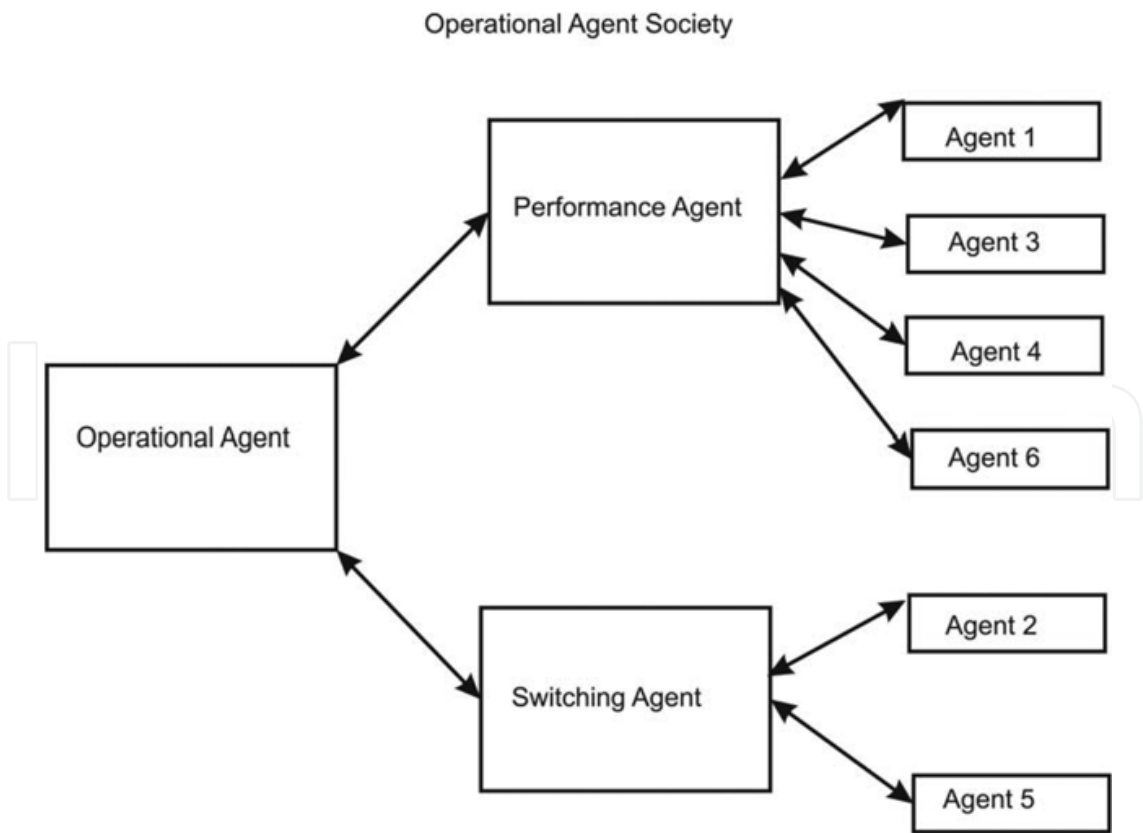 Operational Agent Society
Agent 1
Performance Agent
Agent 3
Agent 4
Operational Agent
Agent 6
Agent 2
Switching Agent
Agent 5